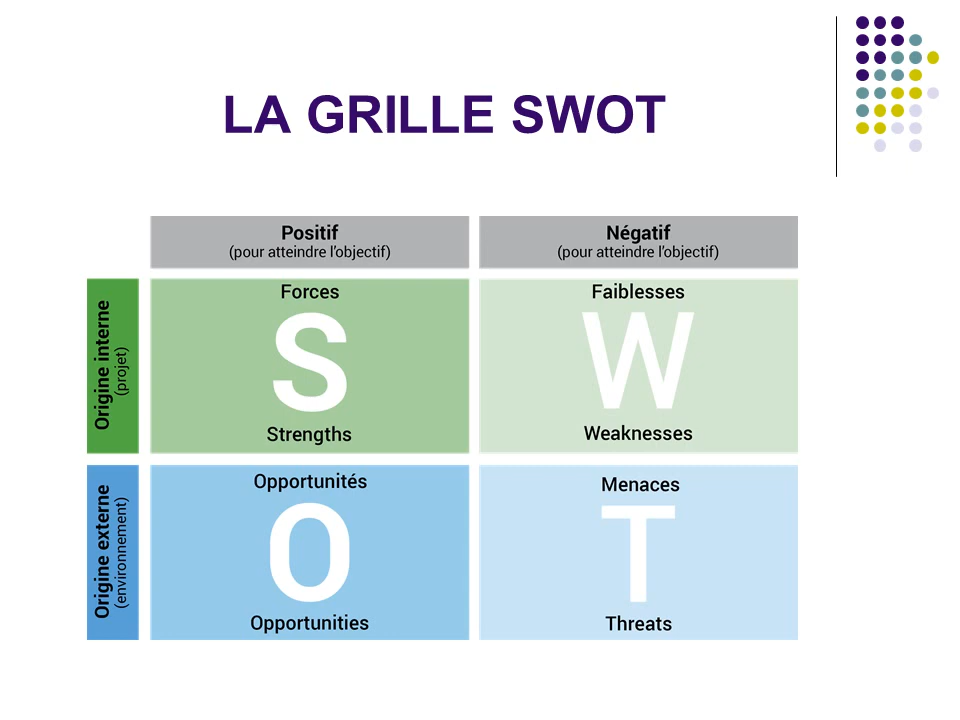 LA GRILLE SWOT
Positif
(pour atteindre l'objectif)
Négatif
(pour atteindre l'objectif)
Origine interne
(projet)
Forces
S
Strengths
Faiblesses
W
Weaknesses
Origine externe
(environnement)
Opportunités
O
Opportunities
Menaces
T
Threats